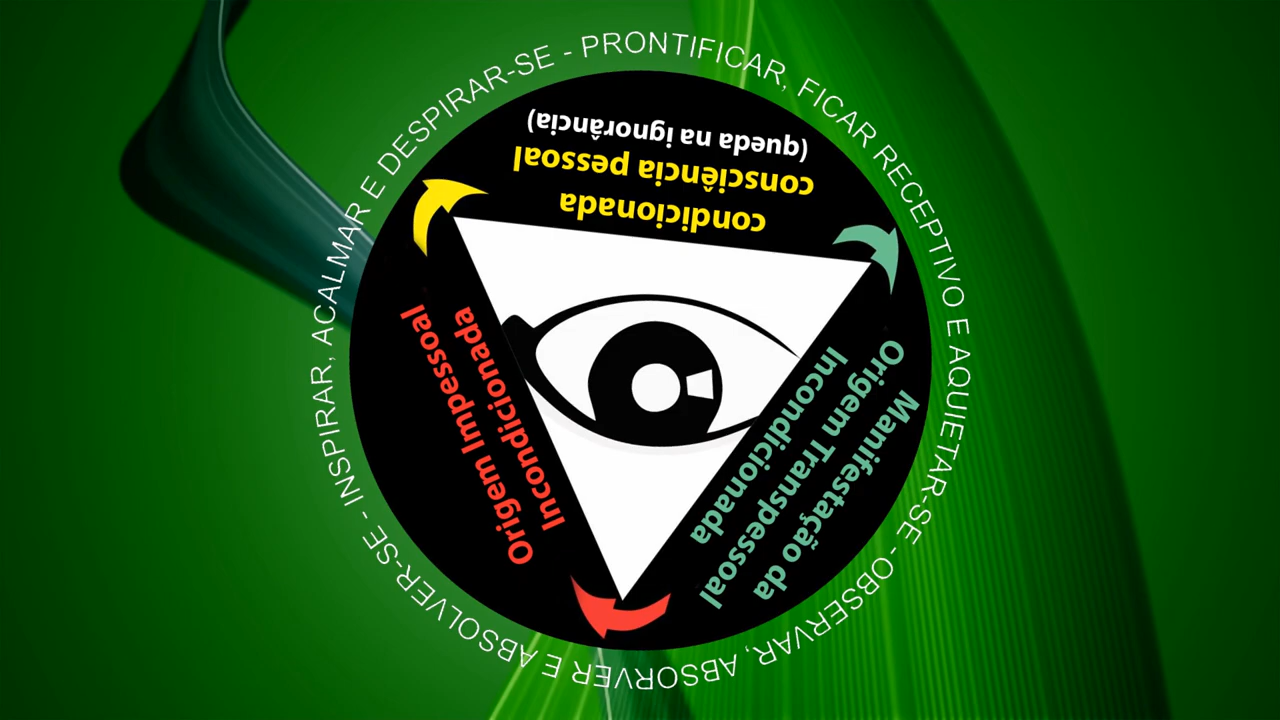 INSPIRAR, ACALMAR E DESPIRAR-SE - PRONTIFICAR, FICAR RECEPTIVO E AQUIETAR-SE - OBSERVAR, ABSORVER E ABSOLVER-SE -
condicionada
consciência pessoal
(queda na ignorância)
Manifestação da
Origem Transpessoal
Incondicionada
Origem Impessoal
Incondicionada